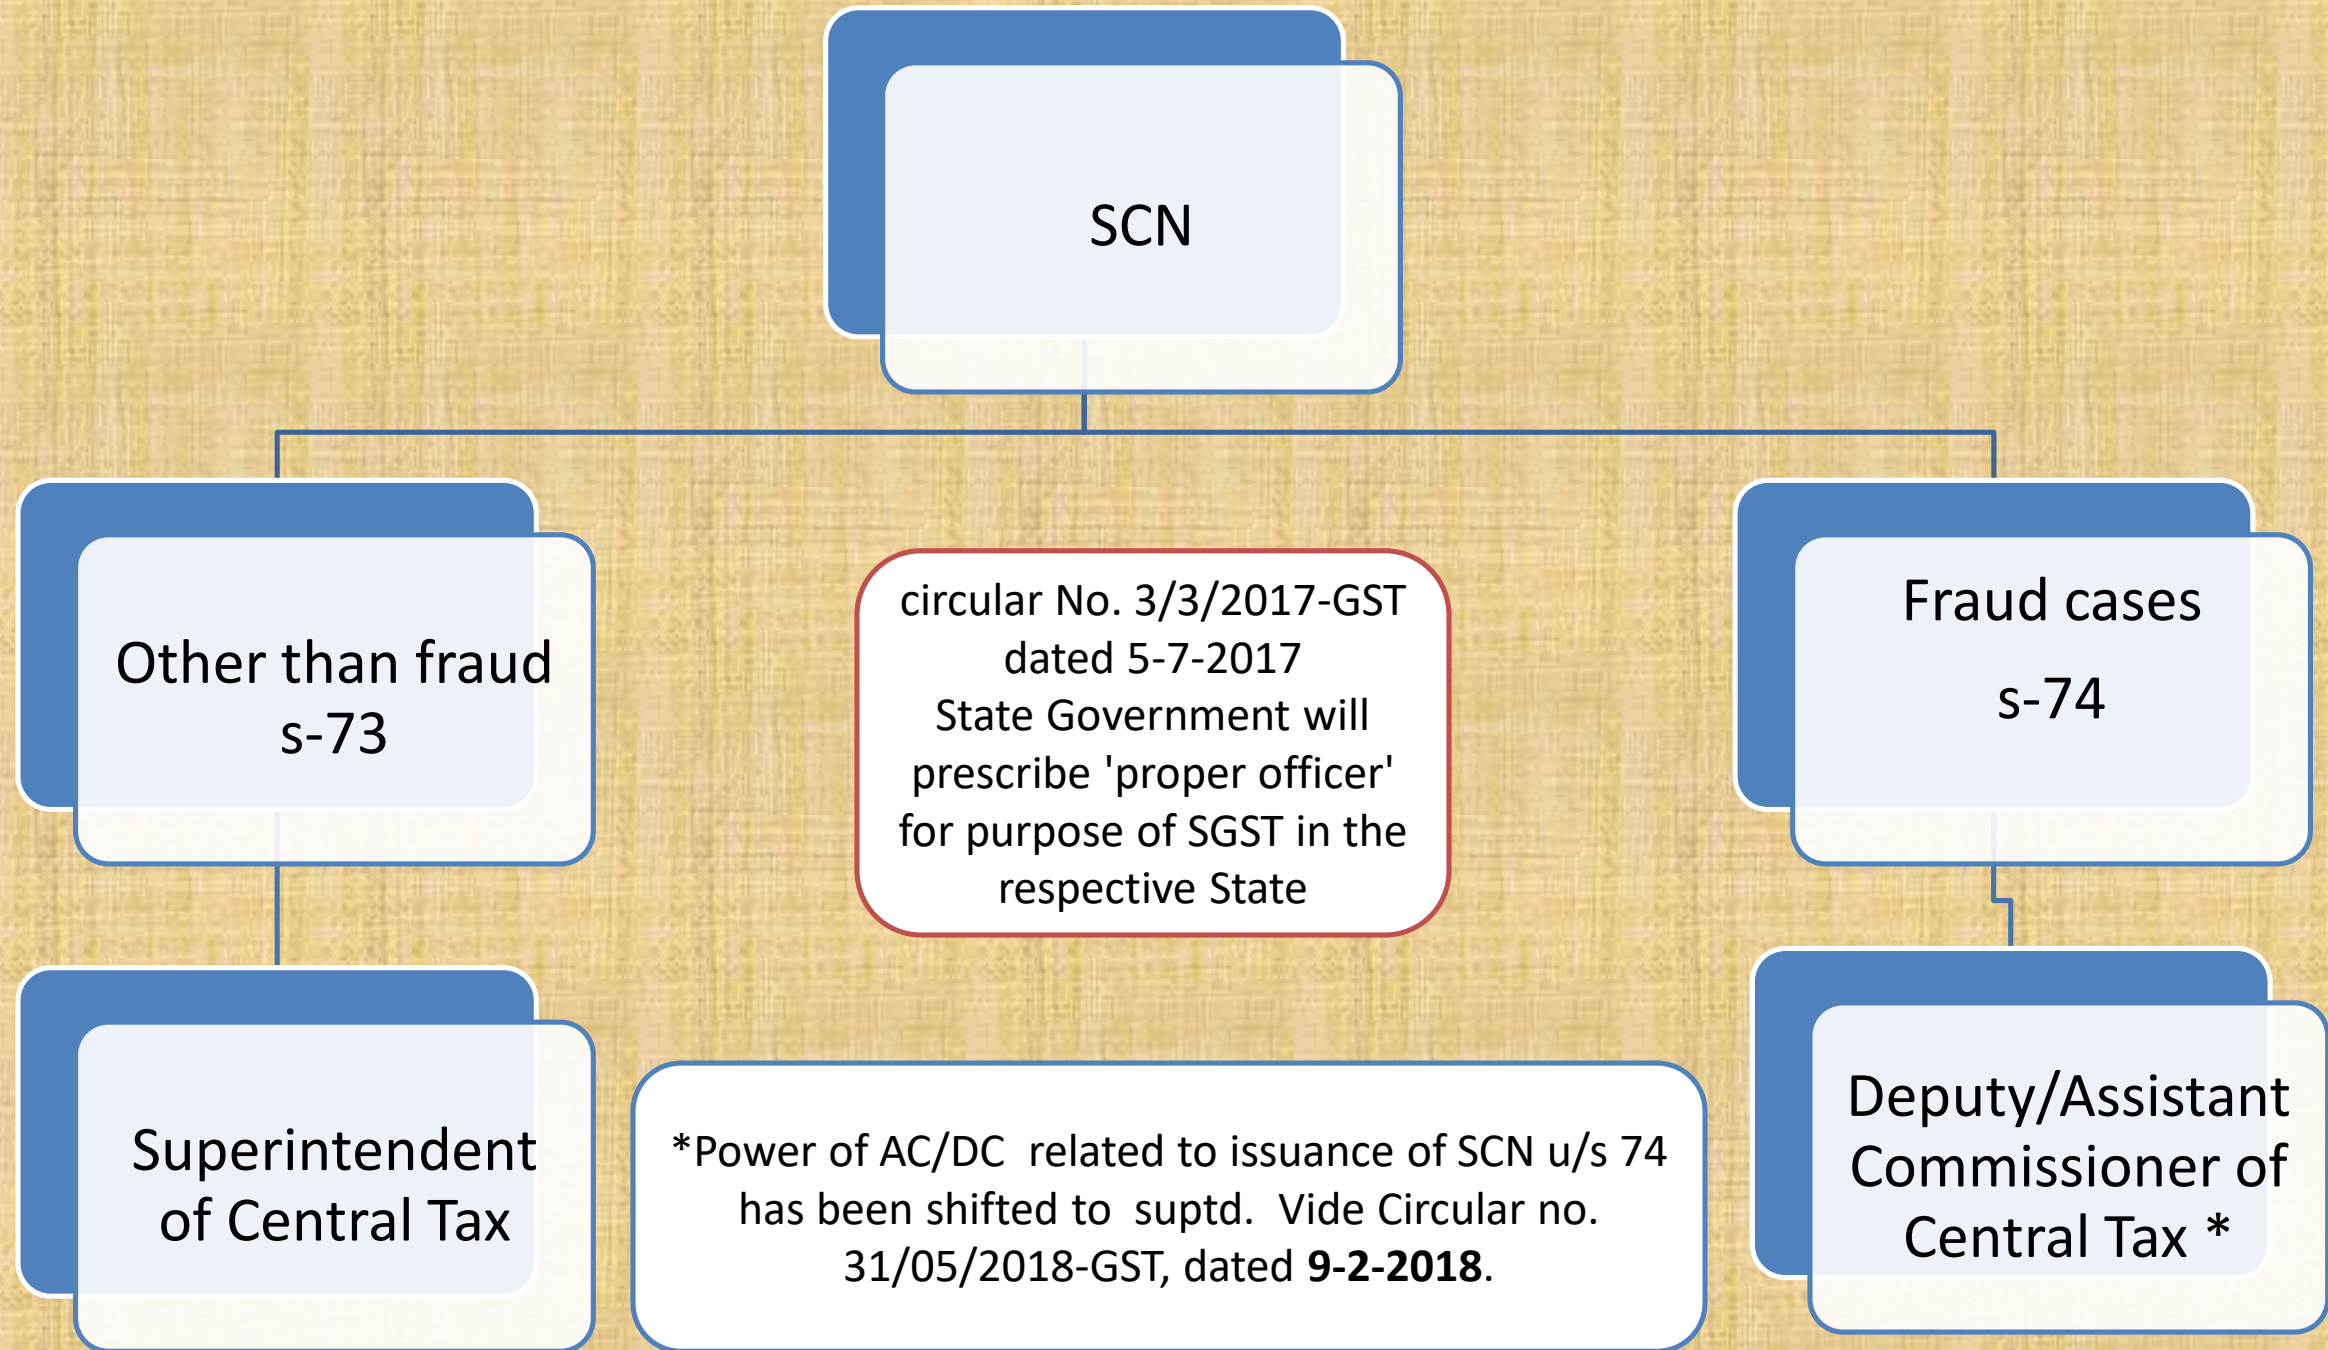 SCN
Other than fraud
s-73
circular No. 3/3/2017-GST
dated 5-7-2017
State Government will
prescribe 'proper officer'
for purpose of SGST in the
respective State
Fraud cases
s-74
Superintendent
of Central Tax
*Power of AC/DC  related to issuance of SCN u/s 74
has been shifted to  suptd.  Vide Circular no.
31/05/2018-GST, dated 9-2-2018.
Deputy/Assistant
Commissioner of
Central Tax *